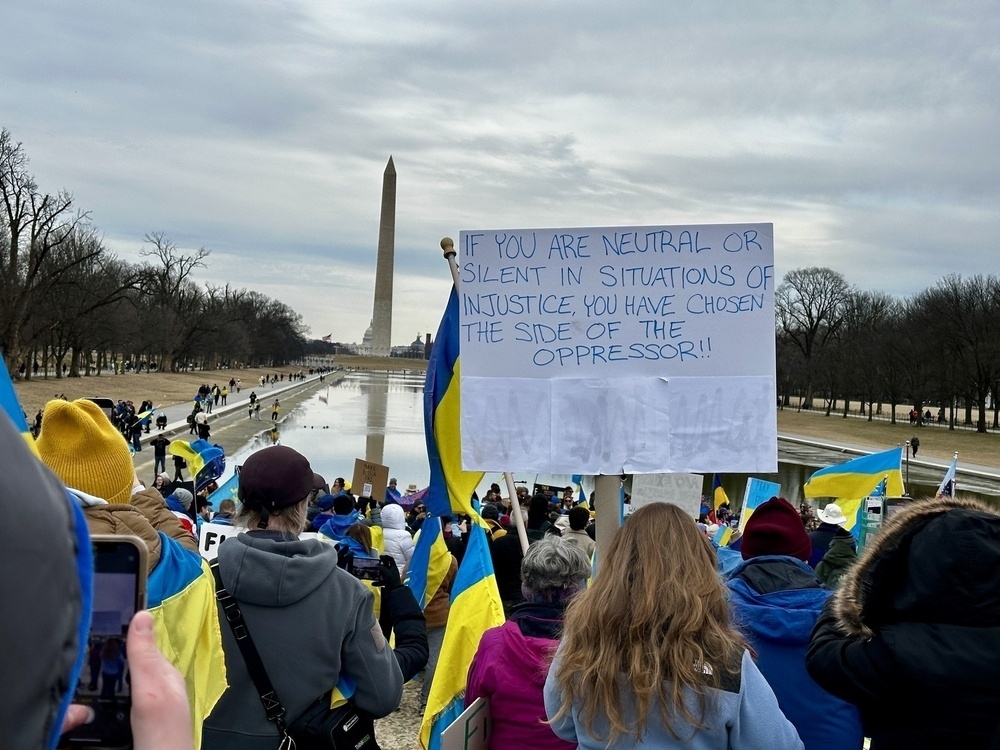 IF YOU ARE NEUTRAL OR
SILENT IN SITUATIONS OF
INJUSTICE, YOU HAVE CHOSEN
THE SIDE OF THE
OPPRESSOR!!